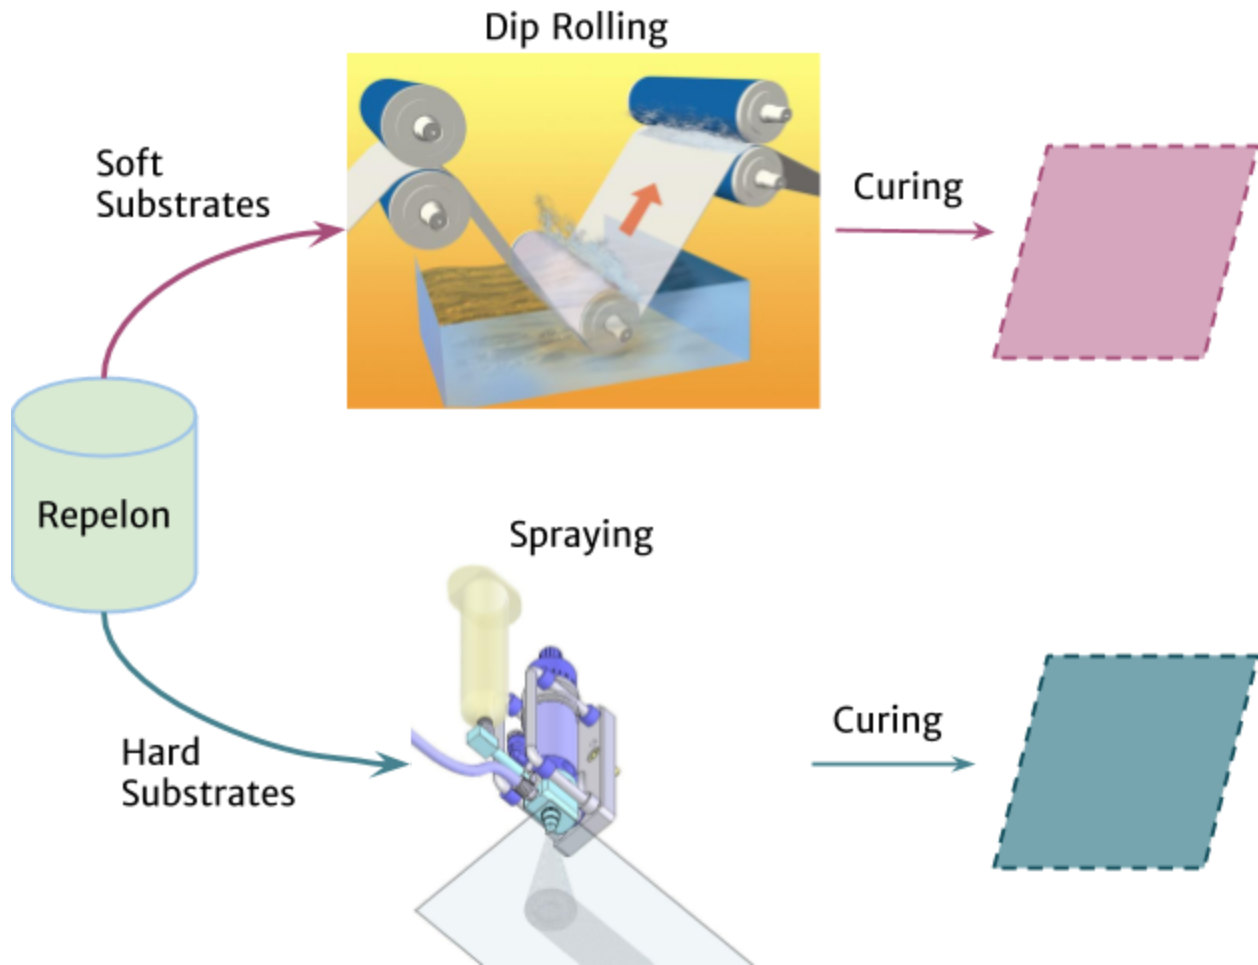 Dip Rolling
Soft
Substrates
Curing
Repelon
Spraying
Hard
Substrates
Curing